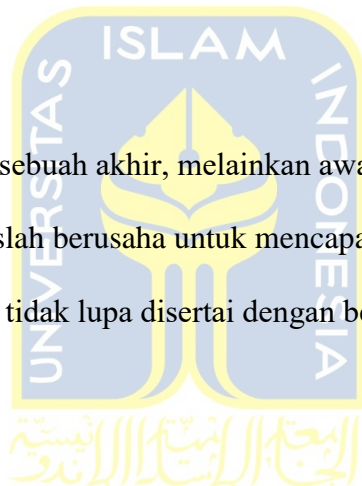 ISLAM
UNIVERSITAS
INDONESIA
sebuah akhir, melainkan awa
slah berusaha untuk mencapa
tidak lupa disertai dengan be